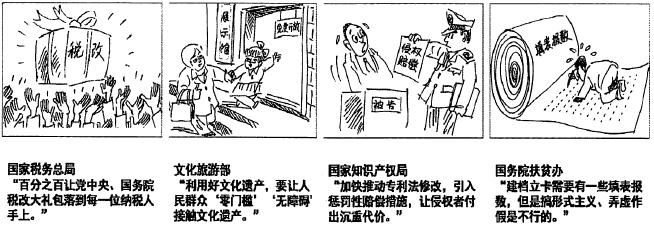 税改
展示馆
免费开放
侵权
赔偿
被告
填表报数
国家税务总局
“百分之百让党中央、国务院
税改大礼包落到每一位纳税人
手上。”
文化旅游部
“利用好文化遗产，要让人
民群众‘零门槛’‘无障碍’
接触文化遗产。”
国家知识产权局
“加快推动专利法修改，引入
惩罚性赔偿措施，让侵权者付
出沉重代价。”
国务院扶贫办
“建档立卡需要有一些填表报
数，但是搞形式主义、弄虚作
假是不行的。”